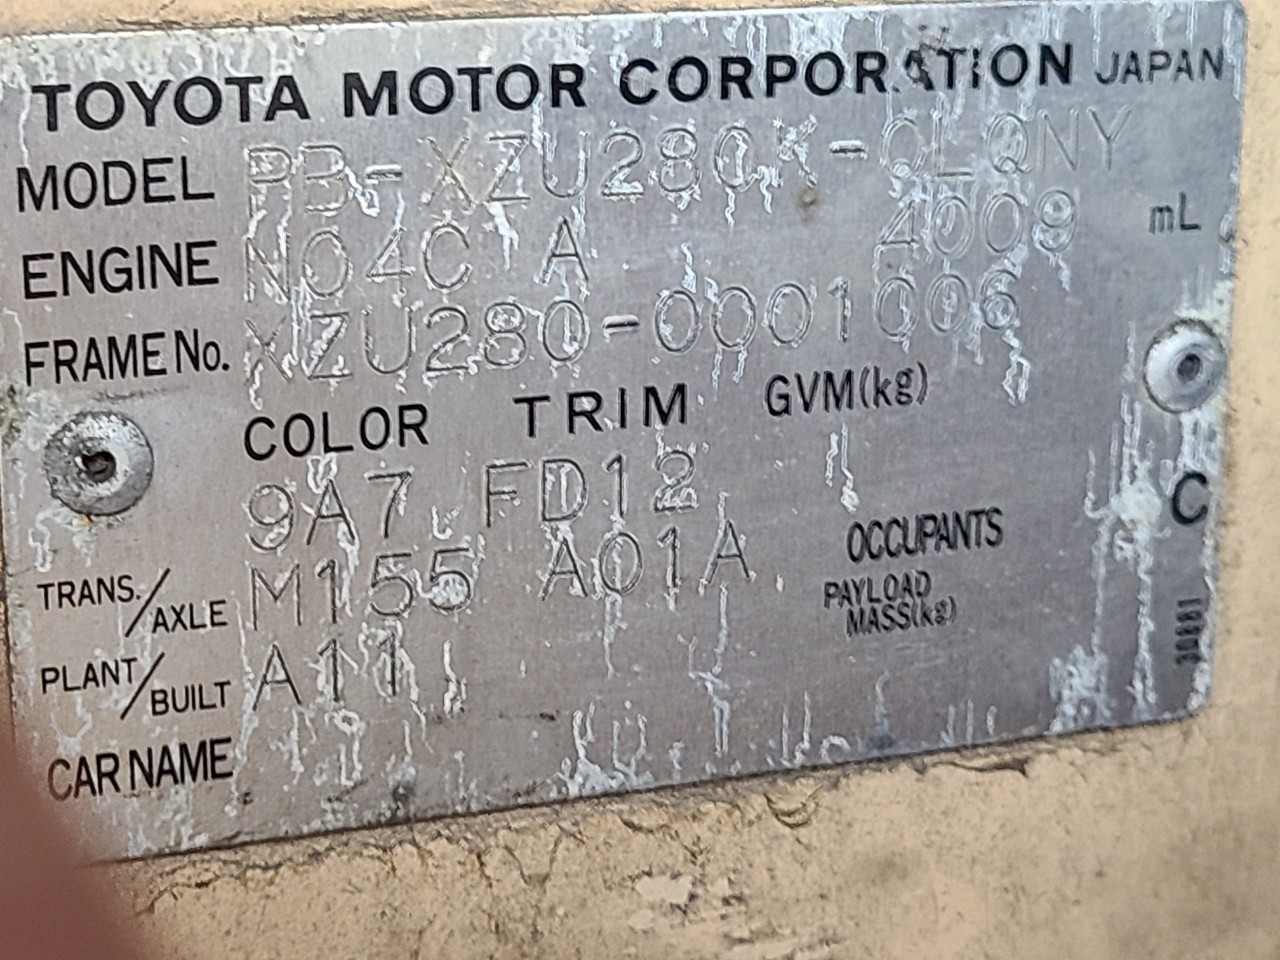 TOYOTA MOTOR CORPORATION JAPAN
MODEL PB-XZU280K-QLQNY
ENGINE N04C A 4009 mL
FRAME No. XZU280-0001006
COLOR TRIM GVM(kg)
9A7 FD12
C
TRANS./AXLE M155 A01A OCCUPANTS
PAYLOAD MASS(kg)
PLANT/BUILT A11
CAR NAME